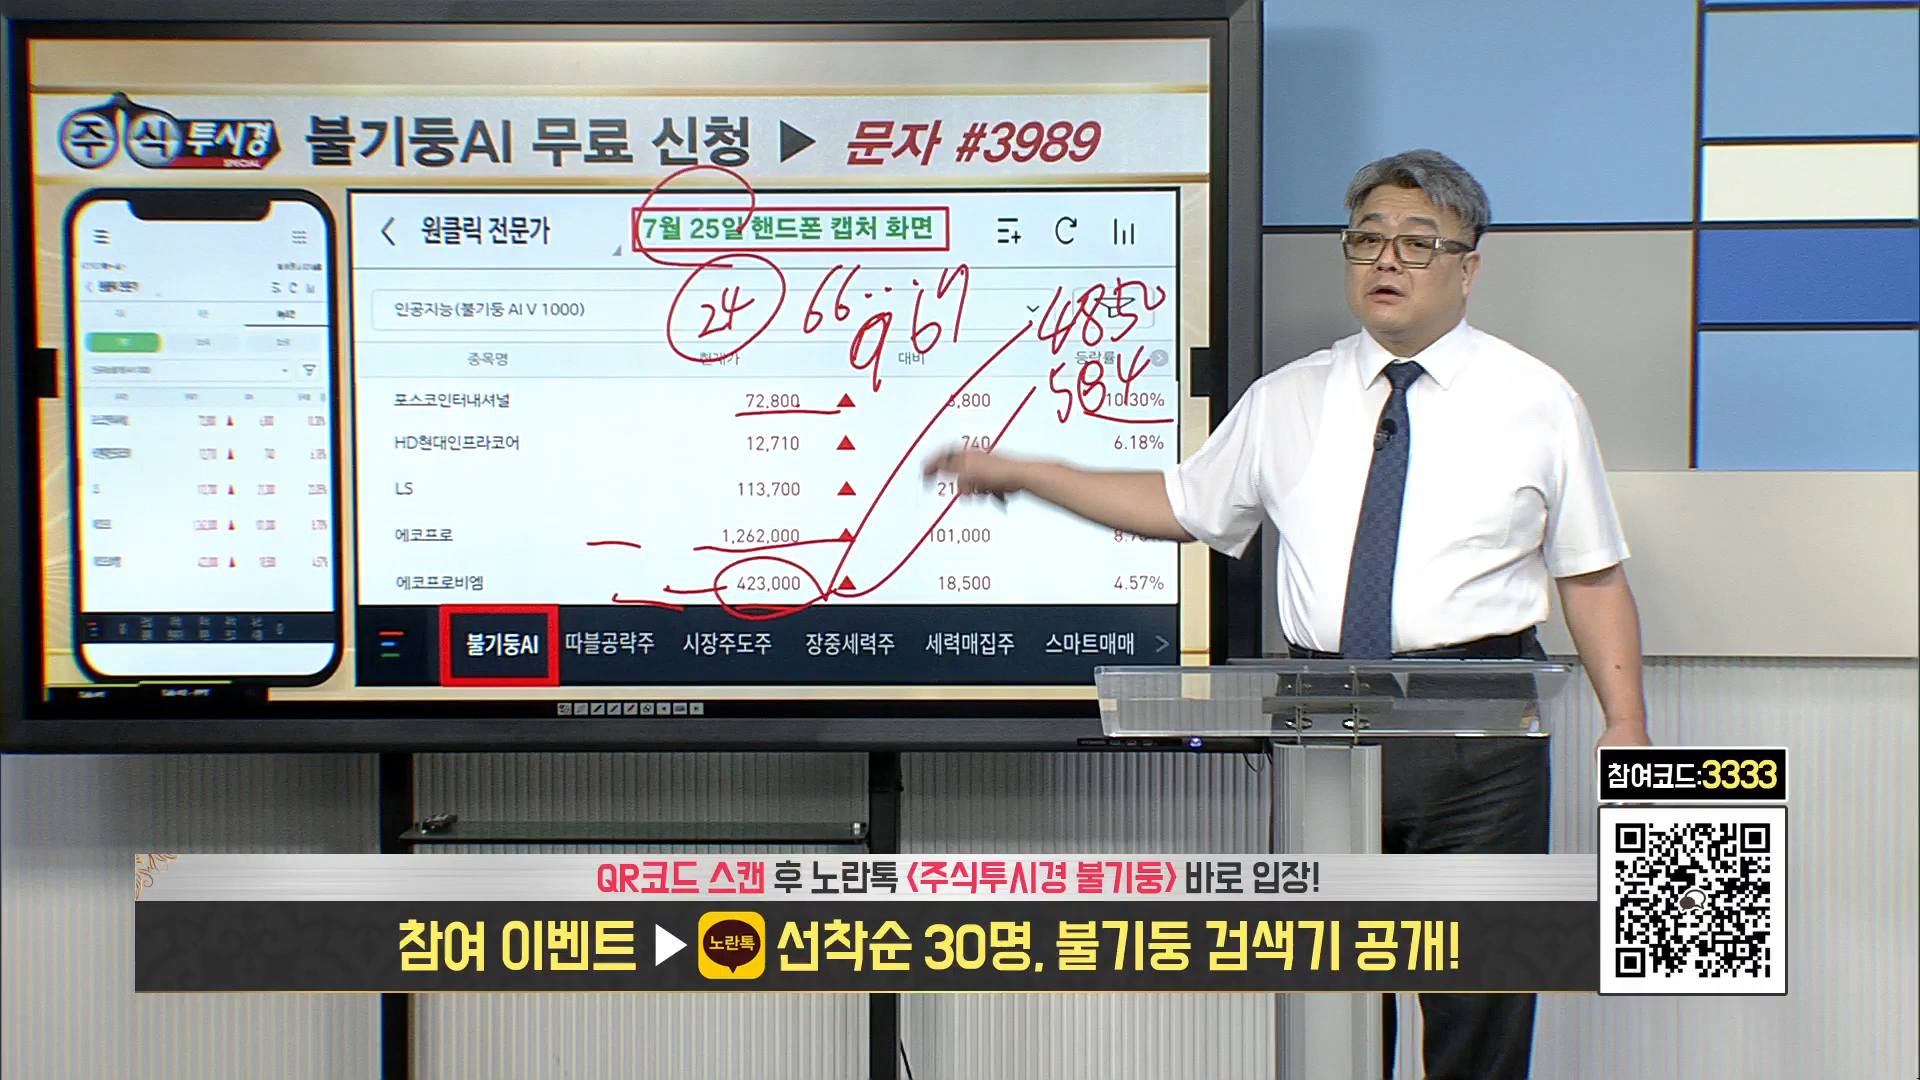 주식투시경 SPECIAL 불기둥AI 무료 신청 ▶ 문자 #3989
원클릭 전문가 7월 25일 핸드폰 캡처 화면
인공지능(불기둥 AI V 1000)
24 66 67 4850
9 584
종목명 현재가 대비 등락률
포스코인터내셔널 72,800 ▲ 6,800 10.30%
HD현대인프라코어 12,710 ▲ 740 6.18%
LS 113,700 ▲
에코프로 1,262,000 ▲ 101,000
에코프로비엠 423,000 ▲ 18,500 4.57%
불기둥AI 따블공략주 시장주도주 장중세력주 세력매집주 스마트매매
참여코드:3333
QR코드 스캔 후 노란톡 <주식투시경 불기둥> 바로 입장!
참여 이벤트 ▶ 노란톡 선착순 30명, 불기둥 검색기 공개!